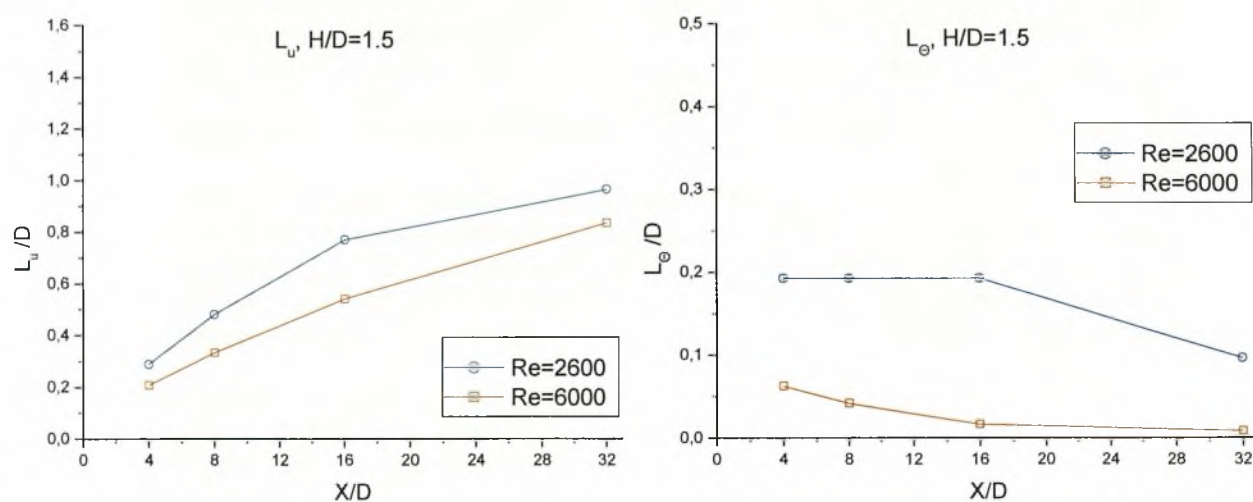 L_u, H/D=1.5
1,6
1,4
1,2
1,0
0,8
0,6
0,4
0,2
0,0
L_u /D
0 4 8 12 16 20 24 28 32
X/D
Re=2600
Re=6000
L_Θ, H/D=1.5
0,5
0,4
0,3
0,2
0,1
0,0
L_Θ /D
0 4 8 12 16 20 24 28 32
X/D
Re=2600
Re=6000